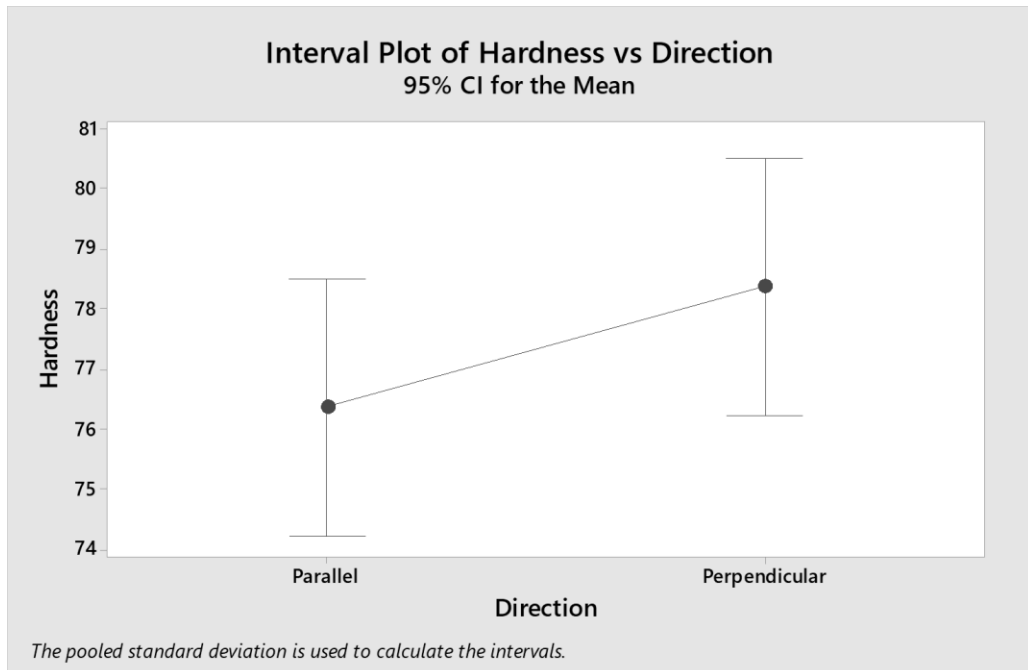 Interval Plot of Hardness vs Direction
95% CI for the Mean
81
80
79
78
77
76
75
74
Hardness
Parallel
Perpendicular
Direction
The pooled standard deviation is used to calculate the intervals.